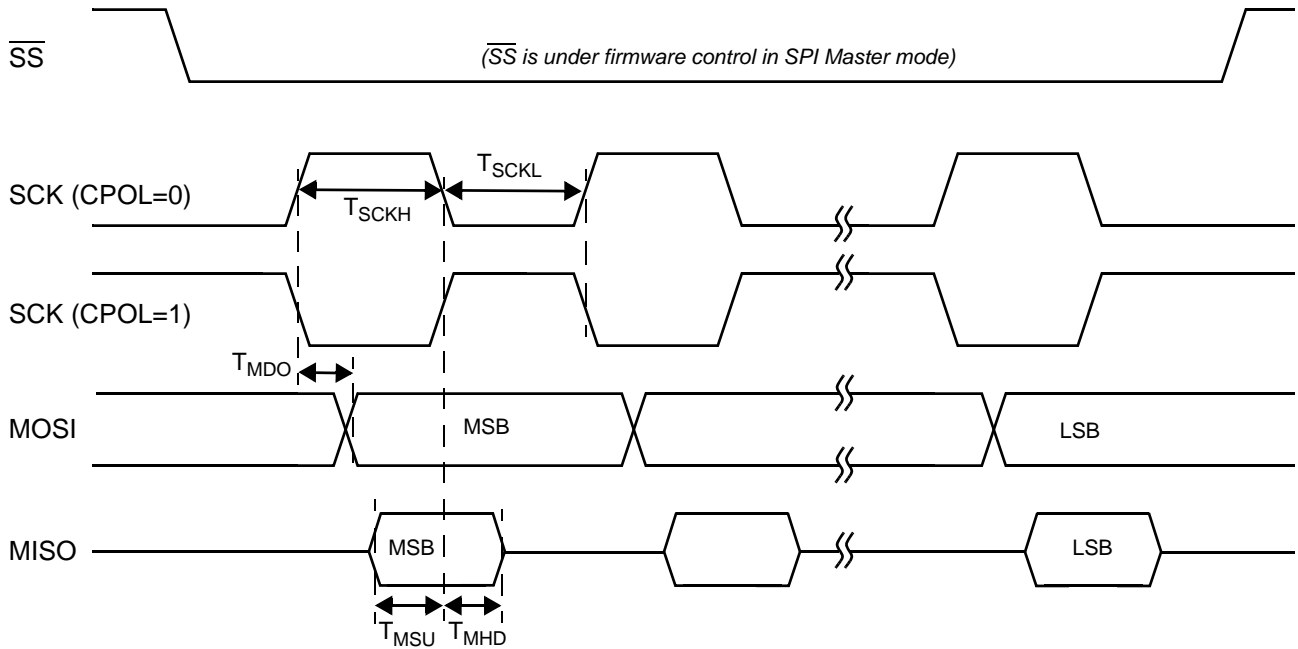 SS
(SS is under firmware control in SPI Master mode)
SCK (CPOL=0)
TSCKH
TSCKL
SCK (CPOL=1)
TMDO
MOSI
MSB
LSB
MISO
MSB
LSB
TMSU
TMHD